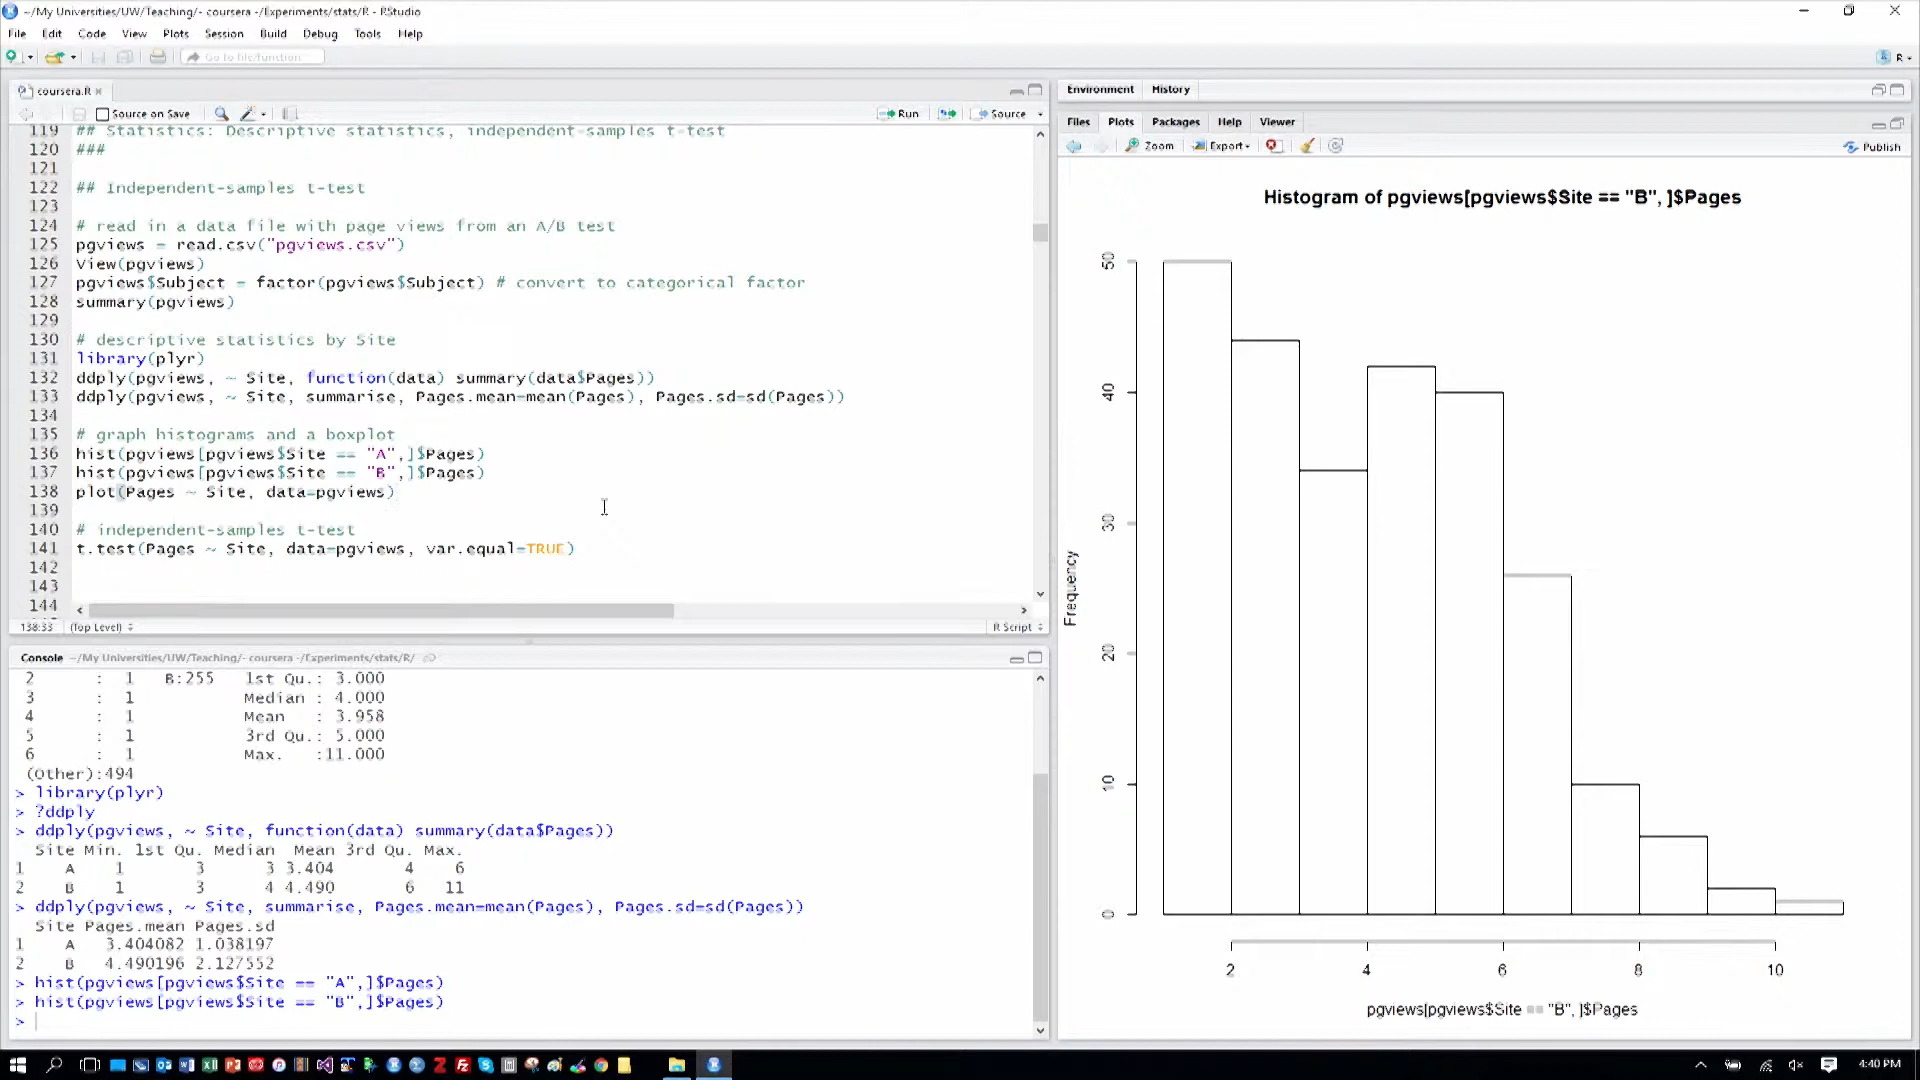 ~/My Universities/UW/Teaching/- coursera -/Experiments/stats/R - RStudio
File Edit Code View Plots Session Build Debug Tools Help
Go to file/function
R
coursera.R
Source on Save
Run
Source
119 ## Statistics: Descriptive statistics, independent-samples t-test
120 ###
121
122 ## Independent-samples t-test
123
124 # read in a data file with page views from an A/B test
125 pgviews = read.csv("pgviews.csv")
126 View(pgviews)
127 pgviews$Subject = factor(pgviews$Subject) # convert to categorical factor
128 summary(pgviews)
129
130 # descriptive statistics by Site
131 library(plyr)
132 ddply(pgviews, ~ Site, function(data) summary(data$Pages))
133 ddply(pgviews, ~ Site, summarise, Pages.mean=mean(Pages), Pages.sd=sd(Pages))
134
135 # graph histograms and a boxplot
136 hist(pgviews[pgviews$Site == "A",]$Pages)
137 hist(pgviews[pgviews$Site == "B",]$Pages)
138 plot(Pages ~ Site, data=pgviews)
139
140 # independent-samples t-test
141 t.test(Pages ~ Site, data=pgviews, var.equal=TRUE)
142
143
144
138:33 (Top Level) R Script
Console ~/My Universities/UW/Teaching/- coursera -/Experiments/stats/R/
2 : 1 B:255 1st Qu.: 3.000
3 : 1 Median : 4.000
4 : 1 Mean : 3.958
5 : 1 3rd Qu.: 5.000
6 : 1 Max. :11.000
(Other):494
> library(plyr)
> ?ddply
> ddply(pgviews, ~ Site, function(data) summary(data$Pages))
Site Min. 1st Qu. Median Mean 3rd Qu. Max.
1 A 1 3 3 3.404 4 6
2 B 1 3 4 4.490 6 11
> ddply(pgviews, ~ Site, summarise, Pages.mean=mean(Pages), Pages.sd=sd(Pages))
Site Pages.mean Pages.sd
1 A 3.404082 1.038197
2 B 4.490196 2.127552
> hist(pgviews[pgviews$Site == "A",]$Pages)
> hist(pgviews[pgviews$Site == "B",]$Pages)
>
Environment History
Files Plots Packages Help Viewer
Zoom Export Publish
Histogram of pgviews[pgviews$Site == "B", ]$Pages
50
40
30
20
10
0
Frequency
2 4 6 8 10
pgviews[pgviews$Site == "B", ]$Pages
4:40 PM